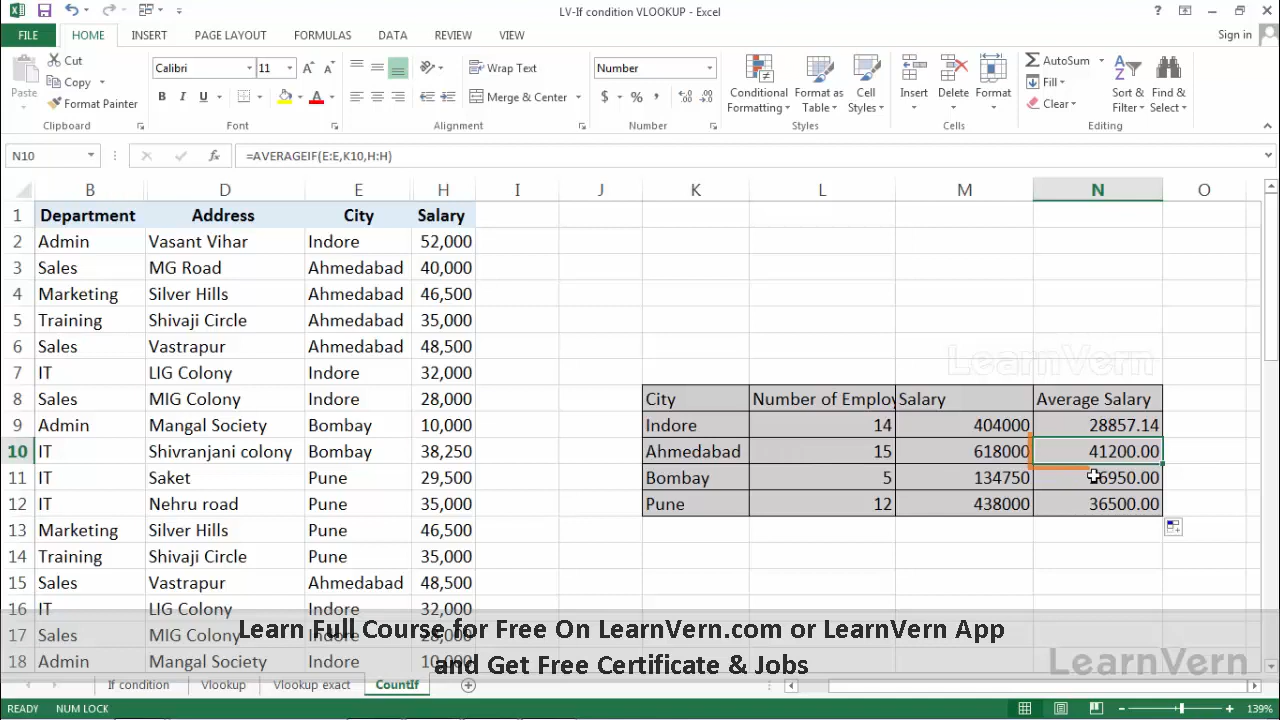 LV-If condition VLOOKUP - Excel
? Sign in
FILE HOME INSERT PAGE LAYOUT FORMULAS DATA REVIEW VIEW
Cut
Copy
Format Painter
Paste
Clipboard
Calibri 11
B I U
Font
Wrap Text
Merge & Center
Alignment
Number
$ % ,
Number
Conditional Formatting
Format as Table
Cell Styles
Styles
Insert Delete Format
Cells
AutoSum
Fill
Clear
Sort & Filter
Find & Select
Editing
N10 fx =AVERAGEIF(E:E,K10,H:H)
B D E H I J K L M N O
1 Department Address City Salary
2 Admin Vasant Vihar Indore 52,000
3 Sales MG Road Ahmedabad 40,000
4 Marketing Silver Hills Ahmedabad 46,500
5 Training Shivaji Circle Ahmedabad 35,000
6 Sales Vastrapur Ahmedabad 48,500
LearnVern
7 IT LIG Colony Indore 32,000
8 Sales MIG Colony Indore 28,000 City Number of Employ Salary Average Salary
9 Admin Mangal Society Bombay 10,000 Indore 14 404000 28857.14
10 IT Shivranjani colony Bombay 38,250 Ahmedabad 15 618000 41200.00
11 IT Saket Pune 29,500 Bombay 5 134750 6950.00
12 IT Nehru road Pune 35,000 Pune 12 438000 36500.00
13 Marketing Silver Hills Pune 46,500
14 Training Shivaji Circle Pune 35,000
15 Sales Vastrapur Ahmedabad 48,500
16 IT LIG Colony Indore 32,000
17 Sales MIG Colony Indore
18 Admin Mangal Society Indore
Learn Full Course for Free On LearnVern.com or LearnVern App
and Get Free Certificate & Jobs
LearnVern
If condition Vlookup Vlookup exact CountIf
READY NUM LOCK 139%